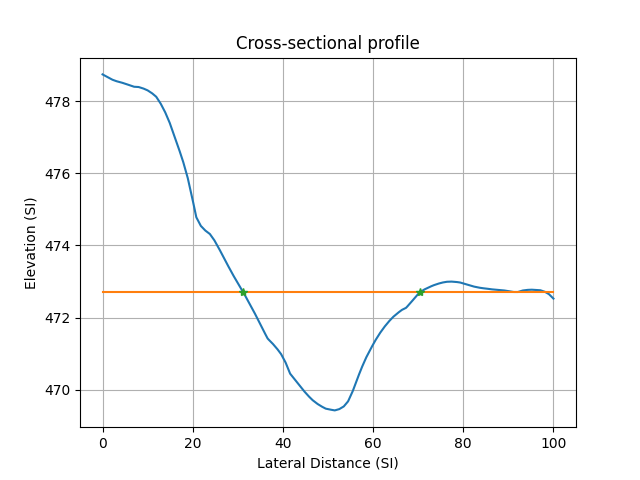 Cross-sectional profile
Elevation (SI)
478
476
474
472
470
0 20 40 60 80 100
Lateral Distance (SI)